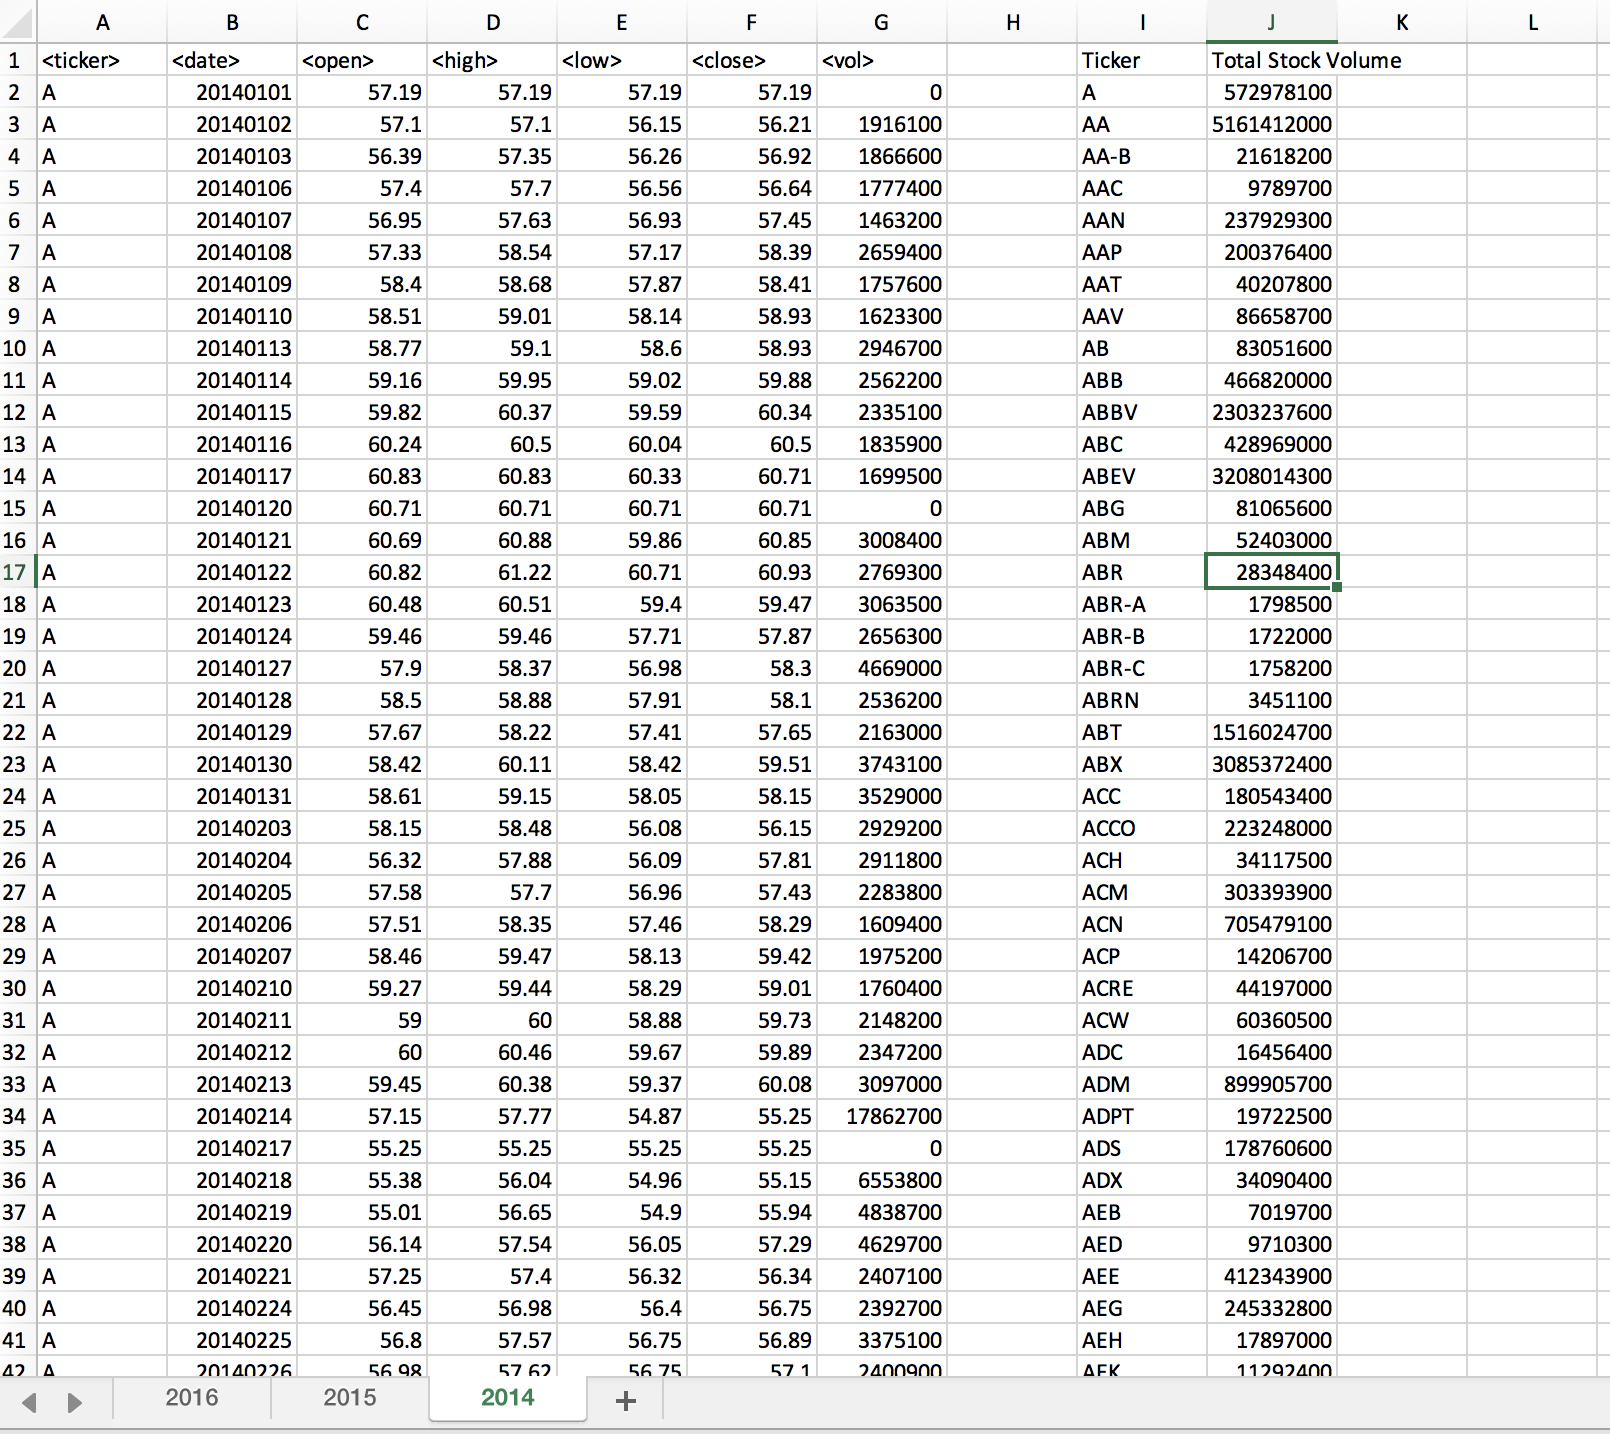 A B C D E F G H I J K L
1 <ticker> <date> <open> <high> <low> <close> <vol> Ticker Total Stock Volume
2 A 20140101 57.19 57.19 57.19 57.19 0 A 572978100
3 A 20140102 57.1 57.1 56.15 56.21 1916100 AA 5161412000
4 A 20140103 56.39 57.35 56.26 56.92 1866600 AA-B 21618200
5 A 20140106 57.4 57.7 56.56 56.64 1777400 AAC 9789700
6 A 20140107 56.95 57.63 56.93 57.45 1463200 AAN 237929300
7 A 20140108 57.33 58.54 57.17 58.39 2659400 AAP 200376400
8 A 20140109 58.4 58.68 57.87 58.41 1757600 AAT 40207800
9 A 20140110 58.51 59.01 58.14 58.93 1623300 AAV 86658700
10 A 20140113 58.77 59.1 58.6 58.93 2946700 AB 83051600
11 A 20140114 59.16 59.95 59.02 59.88 2562200 ABB 466820000
12 A 20140115 59.82 60.37 59.59 60.34 2335100 ABBV 2303237600
13 A 20140116 60.24 60.5 60.04 60.5 1835900 ABC 428969000
14 A 20140117 60.83 60.83 60.33 60.71 1699500 ABEV 3208014300
15 A 20140120 60.71 60.71 60.71 60.71 0 ABG 81065600
16 A 20140121 60.69 60.88 59.86 60.85 3008400 ABM 52403000
17 A 20140122 60.82 61.22 60.71 60.93 2769300 ABR 28348400
18 A 20140123 60.48 60.51 59.4 59.47 3063500 ABR-A 1798500
19 A 20140124 59.46 59.46 57.71 57.87 2656300 ABR-B 1722000
20 A 20140127 57.9 58.37 56.98 58.3 4669000 ABR-C 1758200
21 A 20140128 58.5 58.88 57.91 58.1 2536200 ABRN 3451100
22 A 20140129 57.67 58.22 57.41 57.65 2163000 ABT 1516024700
23 A 20140130 58.42 60.11 58.42 59.51 3743100 ABX 3085372400
24 A 20140131 58.61 59.15 58.05 58.15 3529000 ACC 180543400
25 A 20140203 58.15 58.48 56.08 56.15 2929200 ACCO 223248000
26 A 20140204 56.32 57.88 56.09 57.81 2911800 ACH 34117500
27 A 20140205 57.58 57.7 56.96 57.43 2283800 ACM 303393900
28 A 20140206 57.51 58.35 57.46 58.29 1609400 ACN 705479100
29 A 20140207 58.46 59.47 58.13 59.42 1975200 ACP 14206700
30 A 20140210 59.27 59.44 58.29 59.01 1760400 ACRE 44197000
31 A 20140211 59 60 58.88 59.73 2148200 ACW 60360500
32 A 20140212 60 60.46 59.67 59.89 2347200 ADC 16456400
33 A 20140213 59.45 60.38 59.37 60.08 3097000 ADM 899905700
34 A 20140214 57.15 57.77 54.87 55.25 17862700 ADPT 19722500
35 A 20140217 55.25 55.25 55.25 55.25 0 ADS 178760600
36 A 20140218 55.38 56.04 54.96 55.15 6553800 ADX 34090400
37 A 20140219 55.01 56.65 54.9 55.94 4838700 AEB 7019700
38 A 20140220 56.14 57.54 56.05 57.29 4629700 AED 9710300
39 A 20140221 57.25 57.4 56.32 56.34 2407100 AEE 412343900
40 A 20140224 56.45 56.98 56.4 56.75 2392700 AEG 245332800
41 A 20140225 56.8 57.57 56.75 56.89 3375100 AEH 17897000
42 A 20140226 56.98 57.62 56.75 57.1 2400900 AEK 11292400
2016 2015 2014